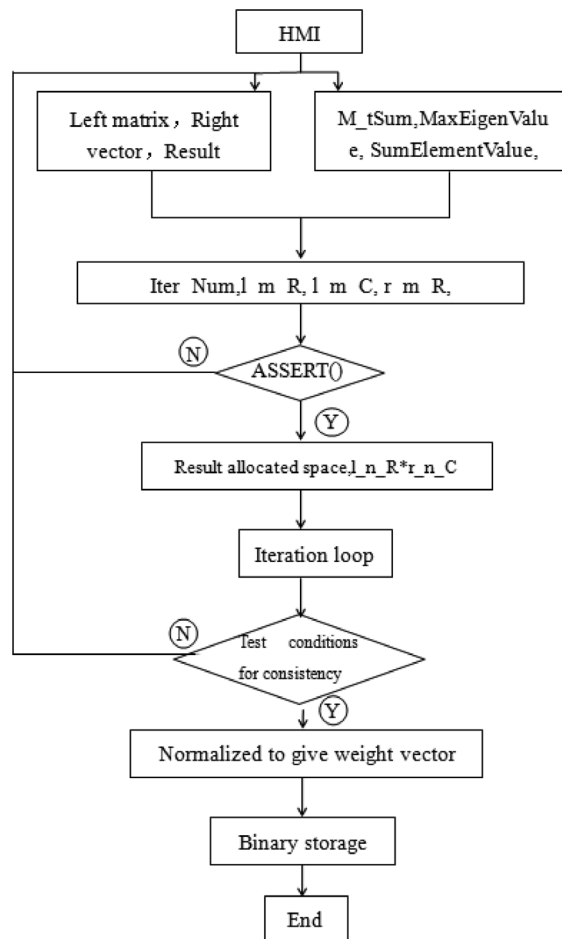 HMI
Left matrix，Right
vector，Result
M_tSum,MaxEigenValu
e, SumElementValue,
Iter Num,l m R, l m C, r m R,
N
ASSERT()
Y
Result allocated space,l_n_R*r_n_C
Iteration loop
N
Test conditions
for consistency
Y
Normalized to give weight vector
Binary storage
End